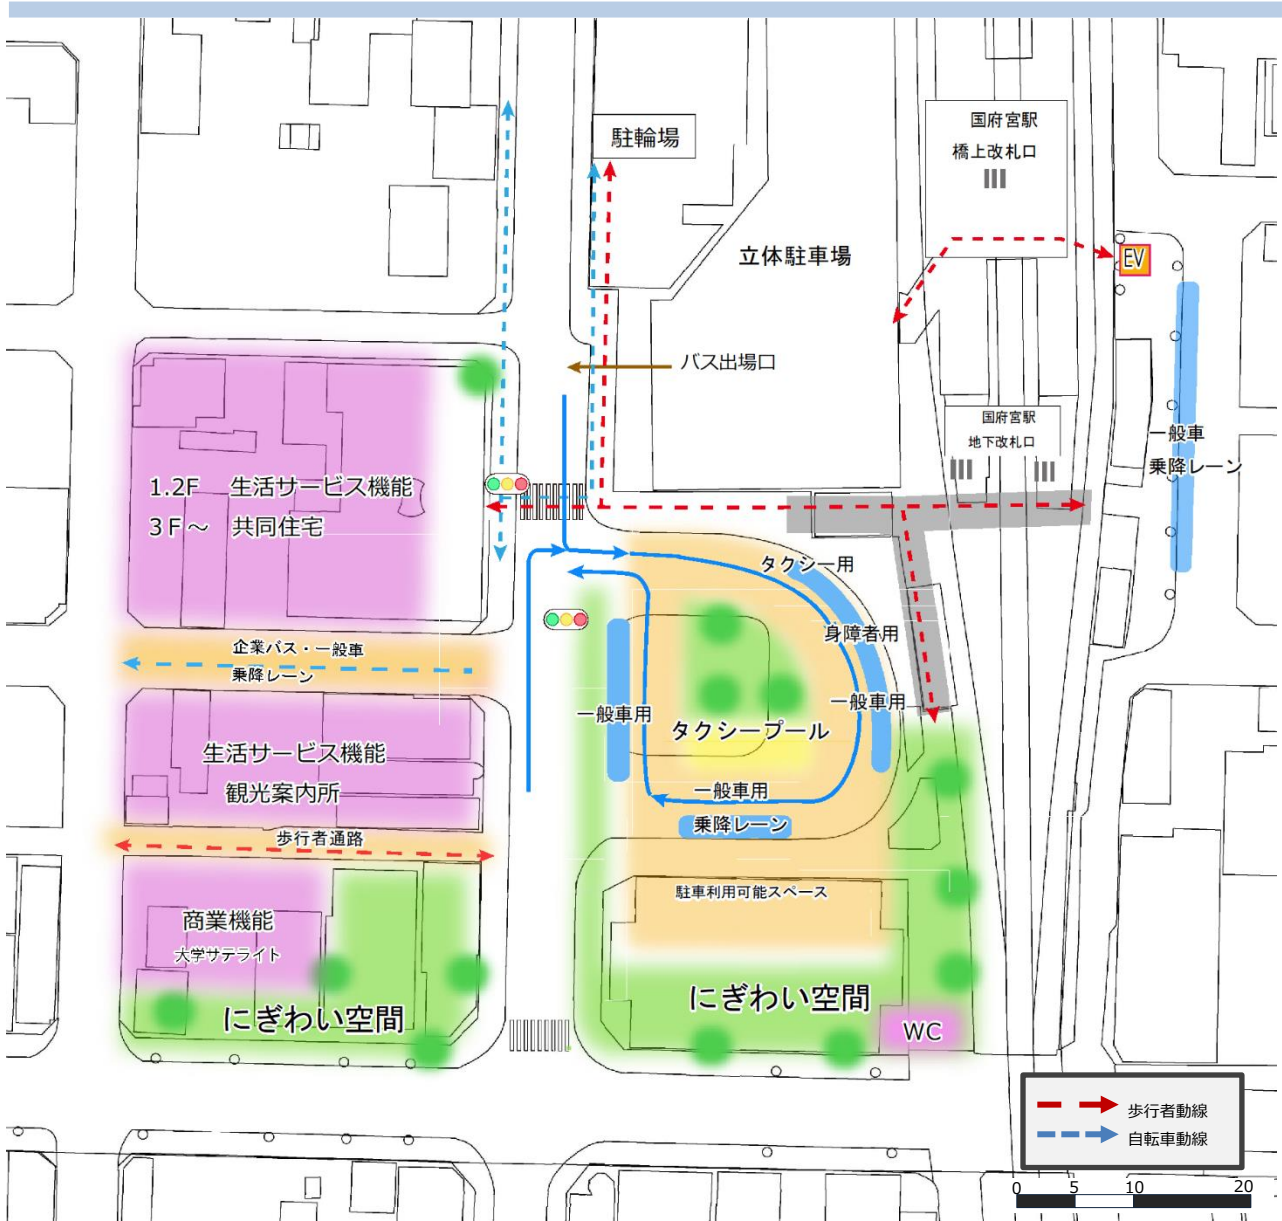 駐輪場
国府宮駅
橋上改札口
立体駐車場
EV
バス出場口
国府宮駅
地下改札口
一般車
乗降レーン
1.2F 生活サービス機能
3F～ 共同住宅
タクシー用
身障者用
企業バス・一般車
乗降レーン
一般車用
一般車用
タクシープール
生活サービス機能
観光案内所
一般車用
乗降レーン
歩行者通路
駐車利用可能スペース
商業機能
大学サテライト
にぎわい空間
にぎわい空間
WC
歩行者動線
自転車動線
0 5 10 20